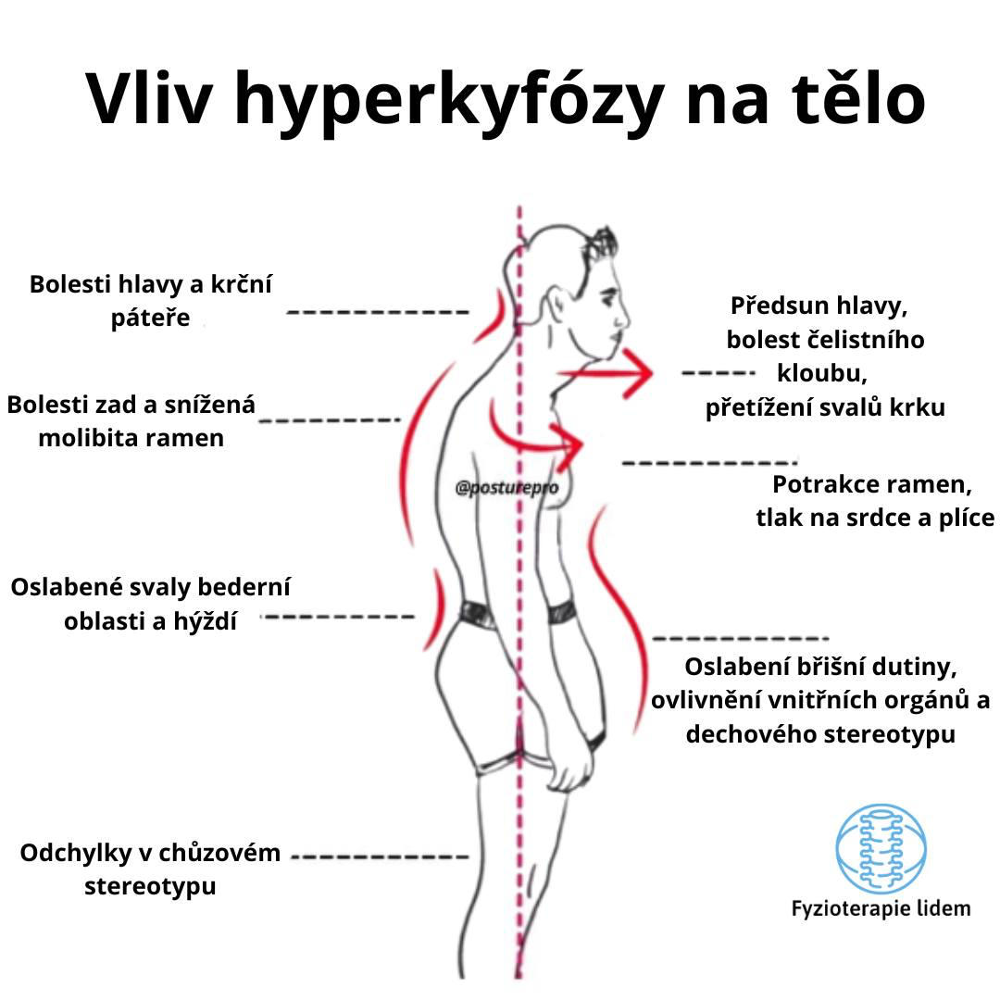 Vliv hyperkyfózy na tělo
Bolesti hlavy a krční
páteře
Bolesti zad a snížená
molibita ramen
Oslabené svaly bederní
oblasti a hýždí
Odchylky v chůzovém
stereotypu
Předsun hlavy,
bolest čelistního
kloubu,
přetížení svalů krku
Potrakce ramen,
tlak na srdce a plíce
Oslabení břišní dutiny,
ovlivnění vnitřních orgánů a
dechového stereotypu
@posturepro
Fyzioterapie lidem